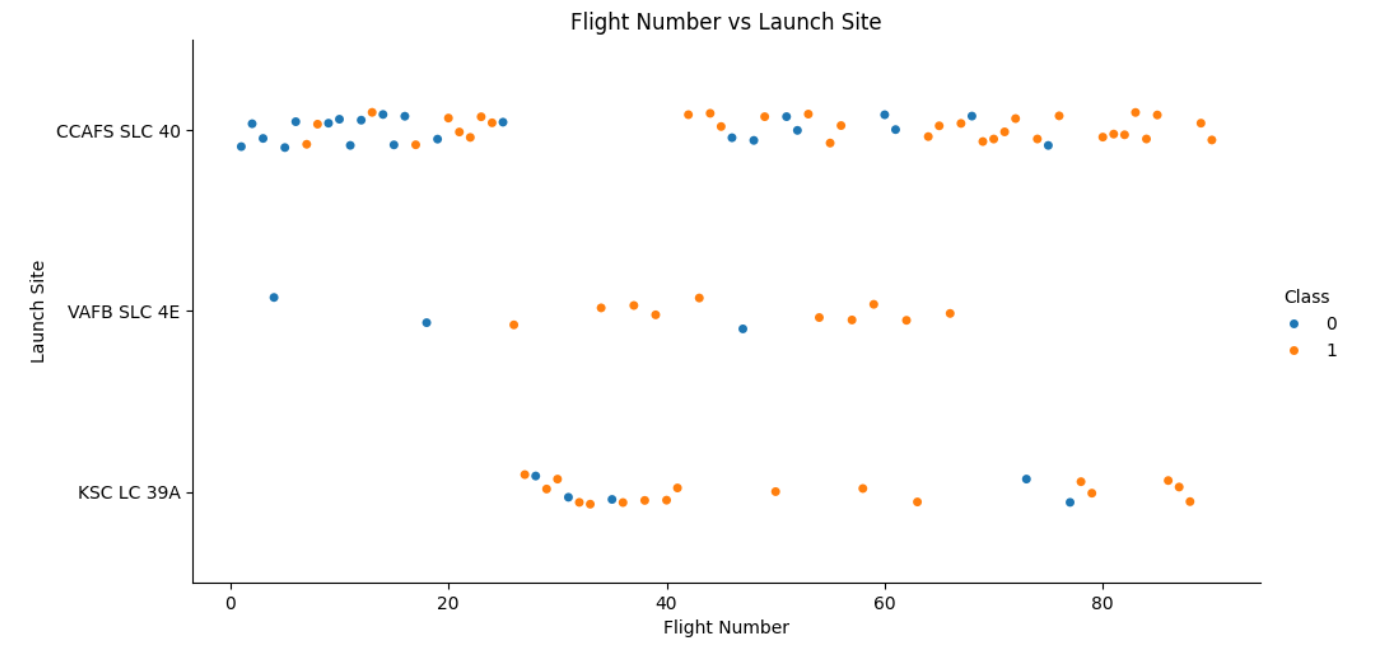 Flight Number vs Launch Site
CCAFS SLC 40
VAFB SLC 4E
KSC LC 39A
Launch Site
0 20 40 60 80
Flight Number
Class
0
1